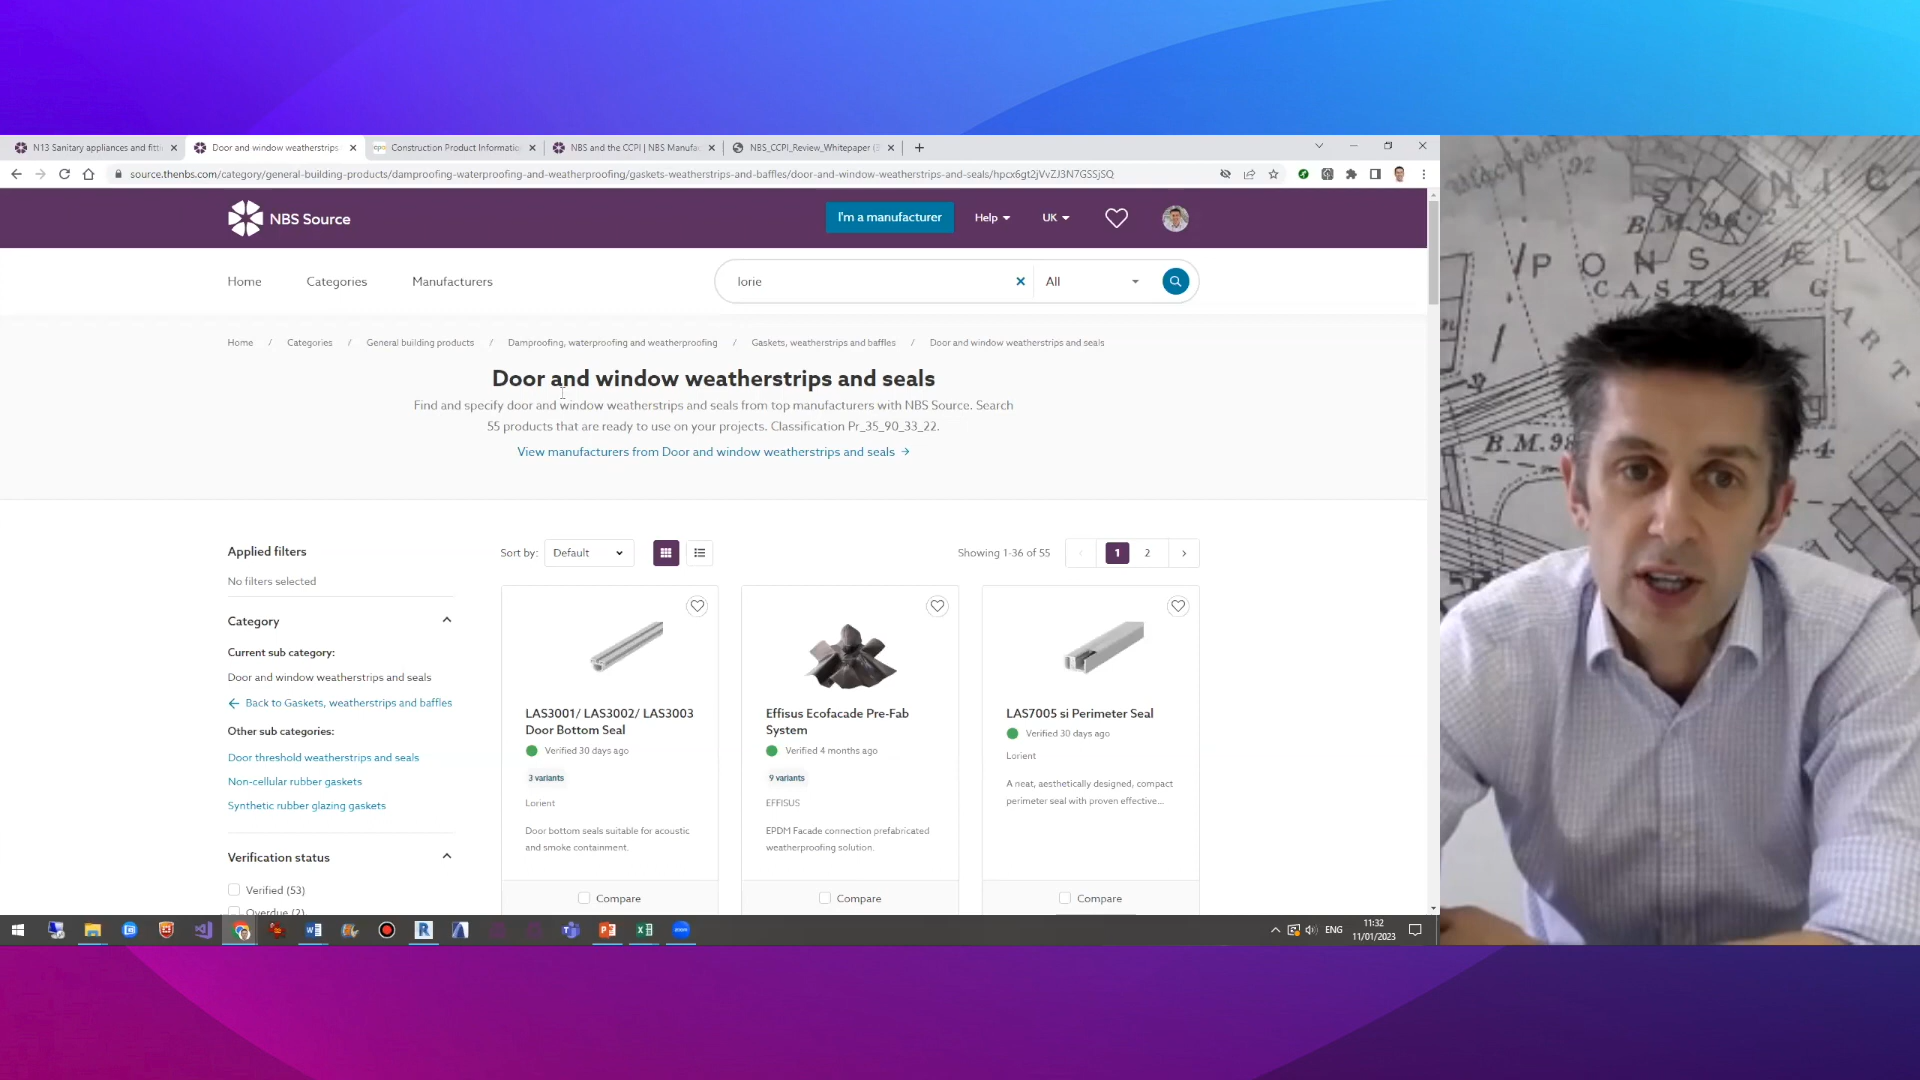 N13 Sanitary appliances and fitti
Door and window weatherstrips
Construction Product Informatio
NBS and the CCPI | NBS Manufac
NBS_CCPI_Review_Whitepaper (
source.thenbs.com/category/general-building-products/damproofing-waterproofing-and-weatherproofing/gaskets-weatherstrips-and-baffles/door-and-window-weatherstrips-and-seals/hpcx6gt2jVvZJ3N7GSSjSQ
NBS Source
I'm a manufacturer
Help
UK
Home
Categories
Manufacturers
lorie
All
Home / Categories / General building products / Damproofing, waterproofing and weatherproofing / Gaskets, weatherstrips and baffles / Door and window weatherstrips and seals
Door and window weatherstrips and seals
Find and specify door and window weatherstrips and seals from top manufacturers with NBS Source. Search
55 products that are ready to use on your projects. Classification Pr_35_90_33_22.
View manufacturers from Door and window weatherstrips and seals →
Applied filters
No filters selected
Category
Current sub category:
Door and window weatherstrips and seals
Back to Gaskets, weatherstrips and baffles
Other sub categories:
Door threshold weatherstrips and seals
Non-cellular rubber gaskets
Synthetic rubber glazing gaskets
Verification status
Verified (53)
Overdue (2)
Sort by:
Default
Showing 1-36 of 55
1
2
LAS3001/ LAS3002/ LAS3003
Door Bottom Seal
Verified 30 days ago
3 variants
Lorient
Door bottom seals suitable for acoustic
and smoke containment.
Compare
Effisus Ecofacade Pre-Fab
System
Verified 4 months ago
9 variants
EFFISUS
EPDM Facade connection prefabricated
weatherproofing solution.
Compare
LAS7005 si Perimeter Seal
Verified 30 days ago
Lorient
A neat, aesthetically designed, compact
perimeter seal with proven effective...
Compare
ENG
11:32
11/01/2023
PONS
CASTLE GART
B.M. 96.2
B.M. 98